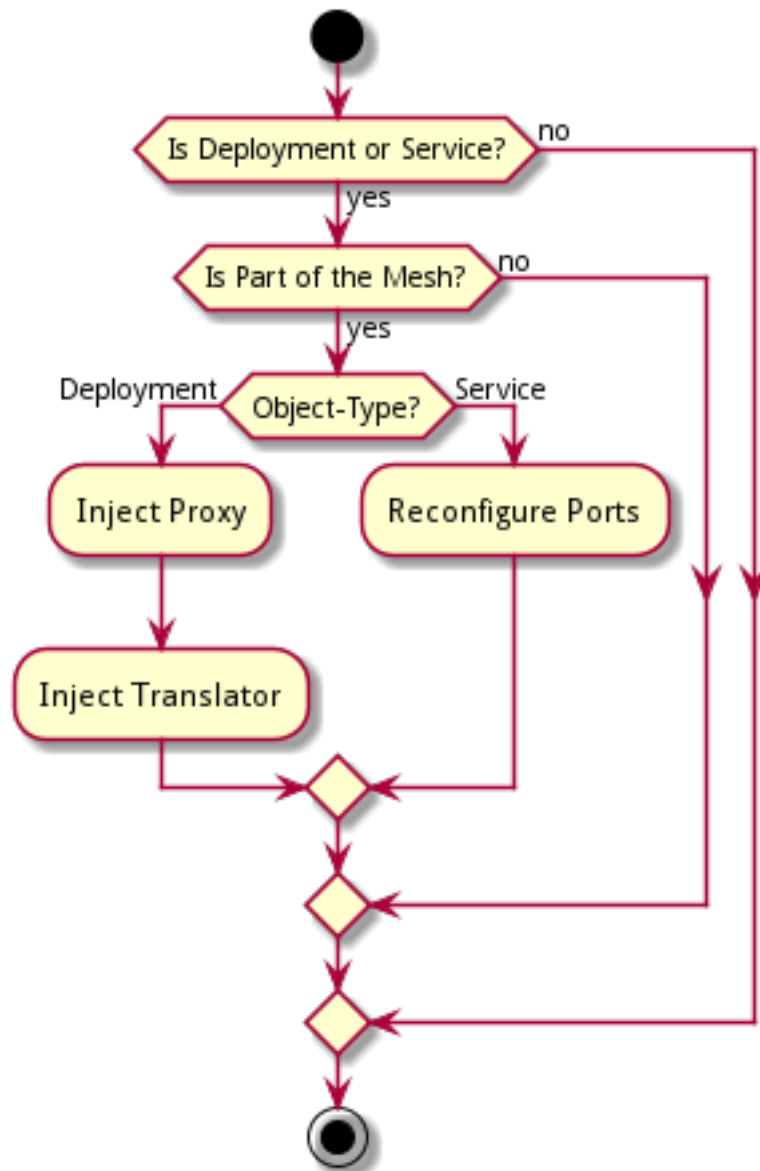 Is Deployment or Service?
no
yes
Is Part of the Mesh?
no
yes
Deployment
Object-Type?
Service
Inject Proxy
Reconfigure Ports
Inject Translator